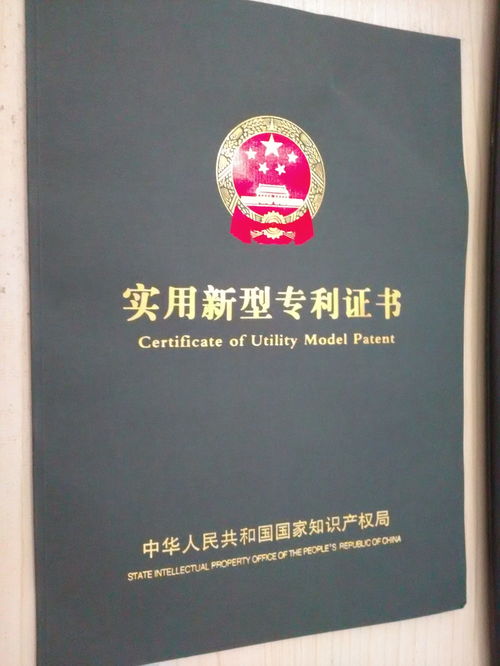 实用新型专利证书
Certificate of Utility Model Patent
中华人民共和国国家知识产权局
STATE INTELLECTUAL PROPERTY OFFICE OF THE PEOPLE'S REPUBLIC OF CHINA